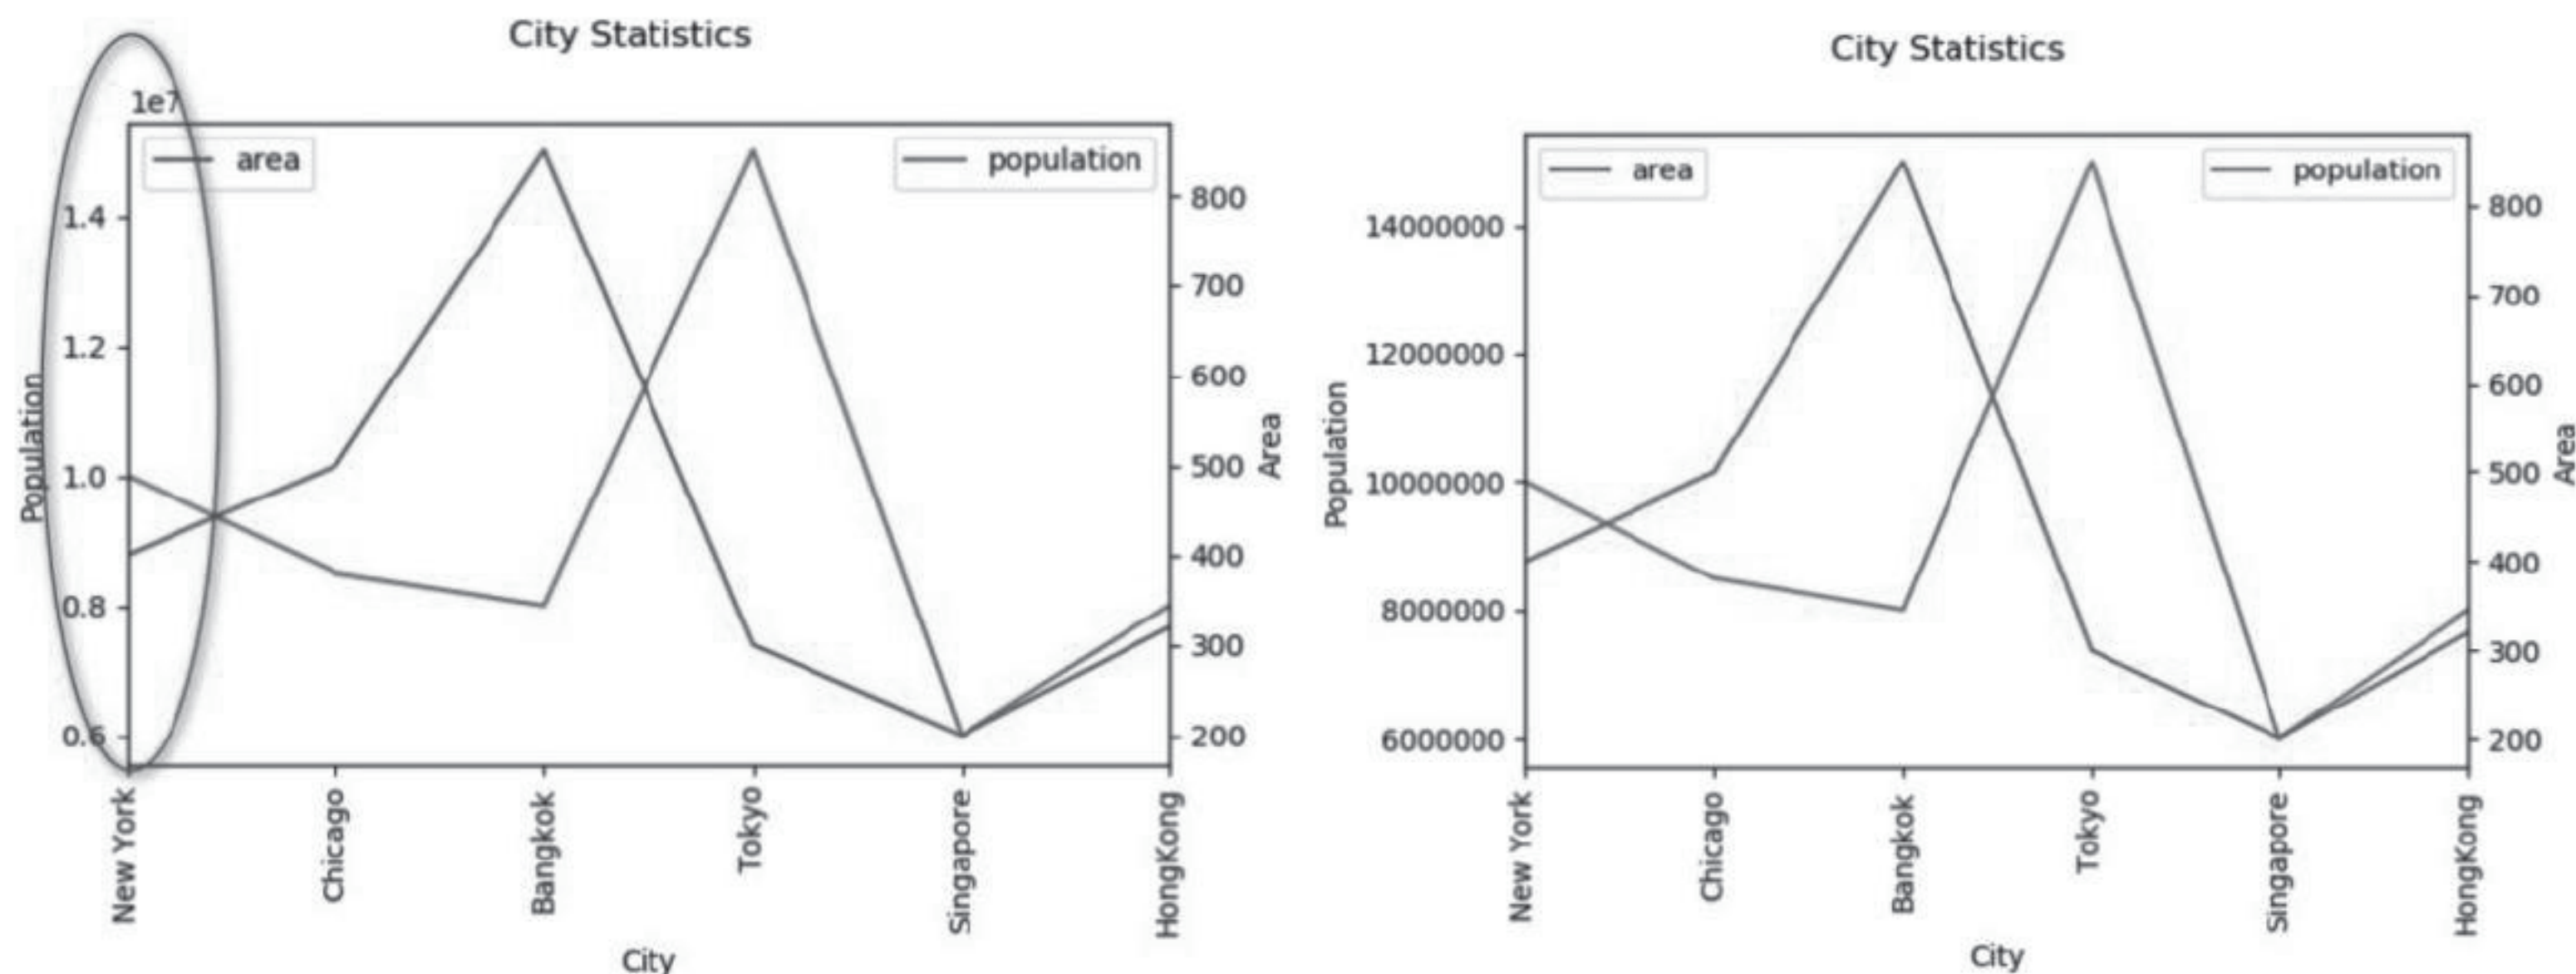 City Statistics
1e7
area
population
1.4
1.2
1.0
0.8
0.6
Population
800
700
600
500
400
300
200
Area
New York
Chicago
Bangkok
Tokyo
Singapore
HongKong
City
City Statistics
area
population
14000000
12000000
10000000
8000000
6000000
Population
800
700
600
500
400
300
200
Area
New York
Chicago
Bangkok
Tokyo
Singapore
HongKong
City